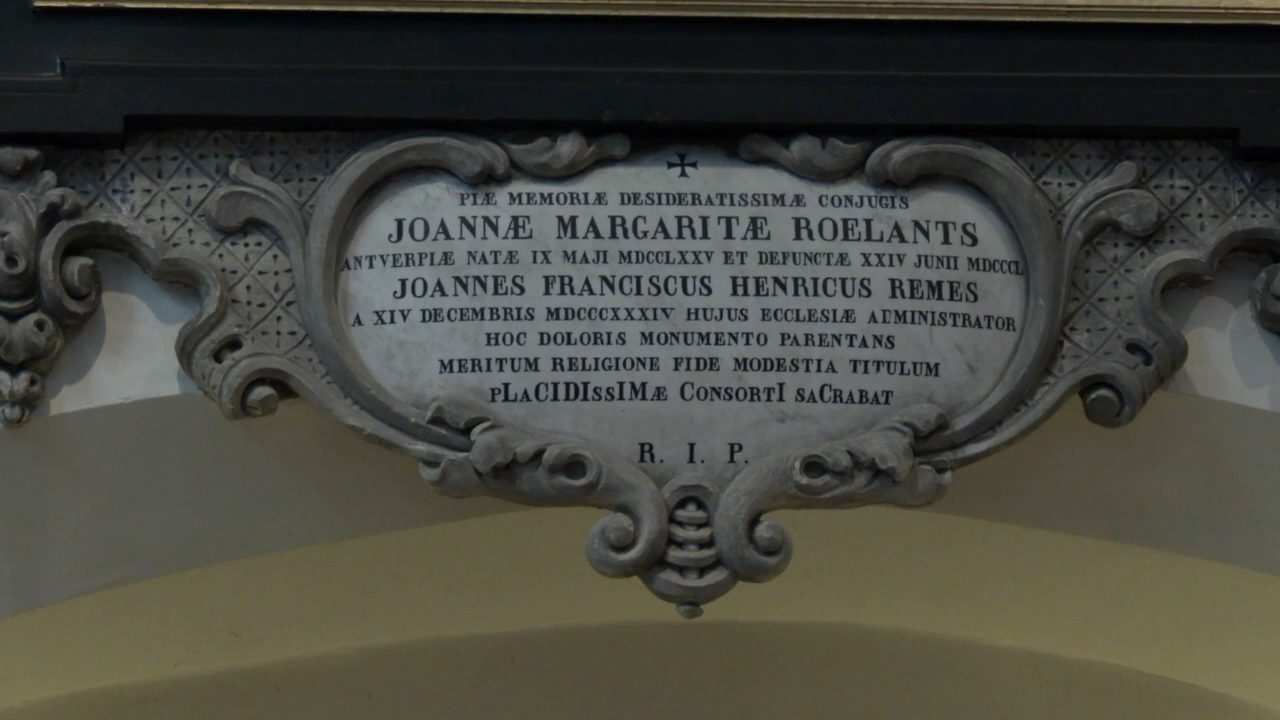 PIÆ MEMORIÆ DESIDERATISSIMÆ CONJUGIS
JOANNÆ MARGARITÆ ROELANTS
ANTVERPIÆ NATÆ IX MAJI MDCCLXXV ET DEFUNCTÆ XXIV JUNII MDCCCL
JOANNES FRANCISCUS HENRICUS REMES
A XIV DECEMBRIS MDCCCXXXIV HUJUS ECCLESIÆ ADMINISTRATOR
HOC DOLORIS MONUMENTO PARENTANS
MERITUM RELIGIONE FIDE MODESTIA TITULUM
pLaCIDIssIMæ ConsortI saCrabat
R. I. P.